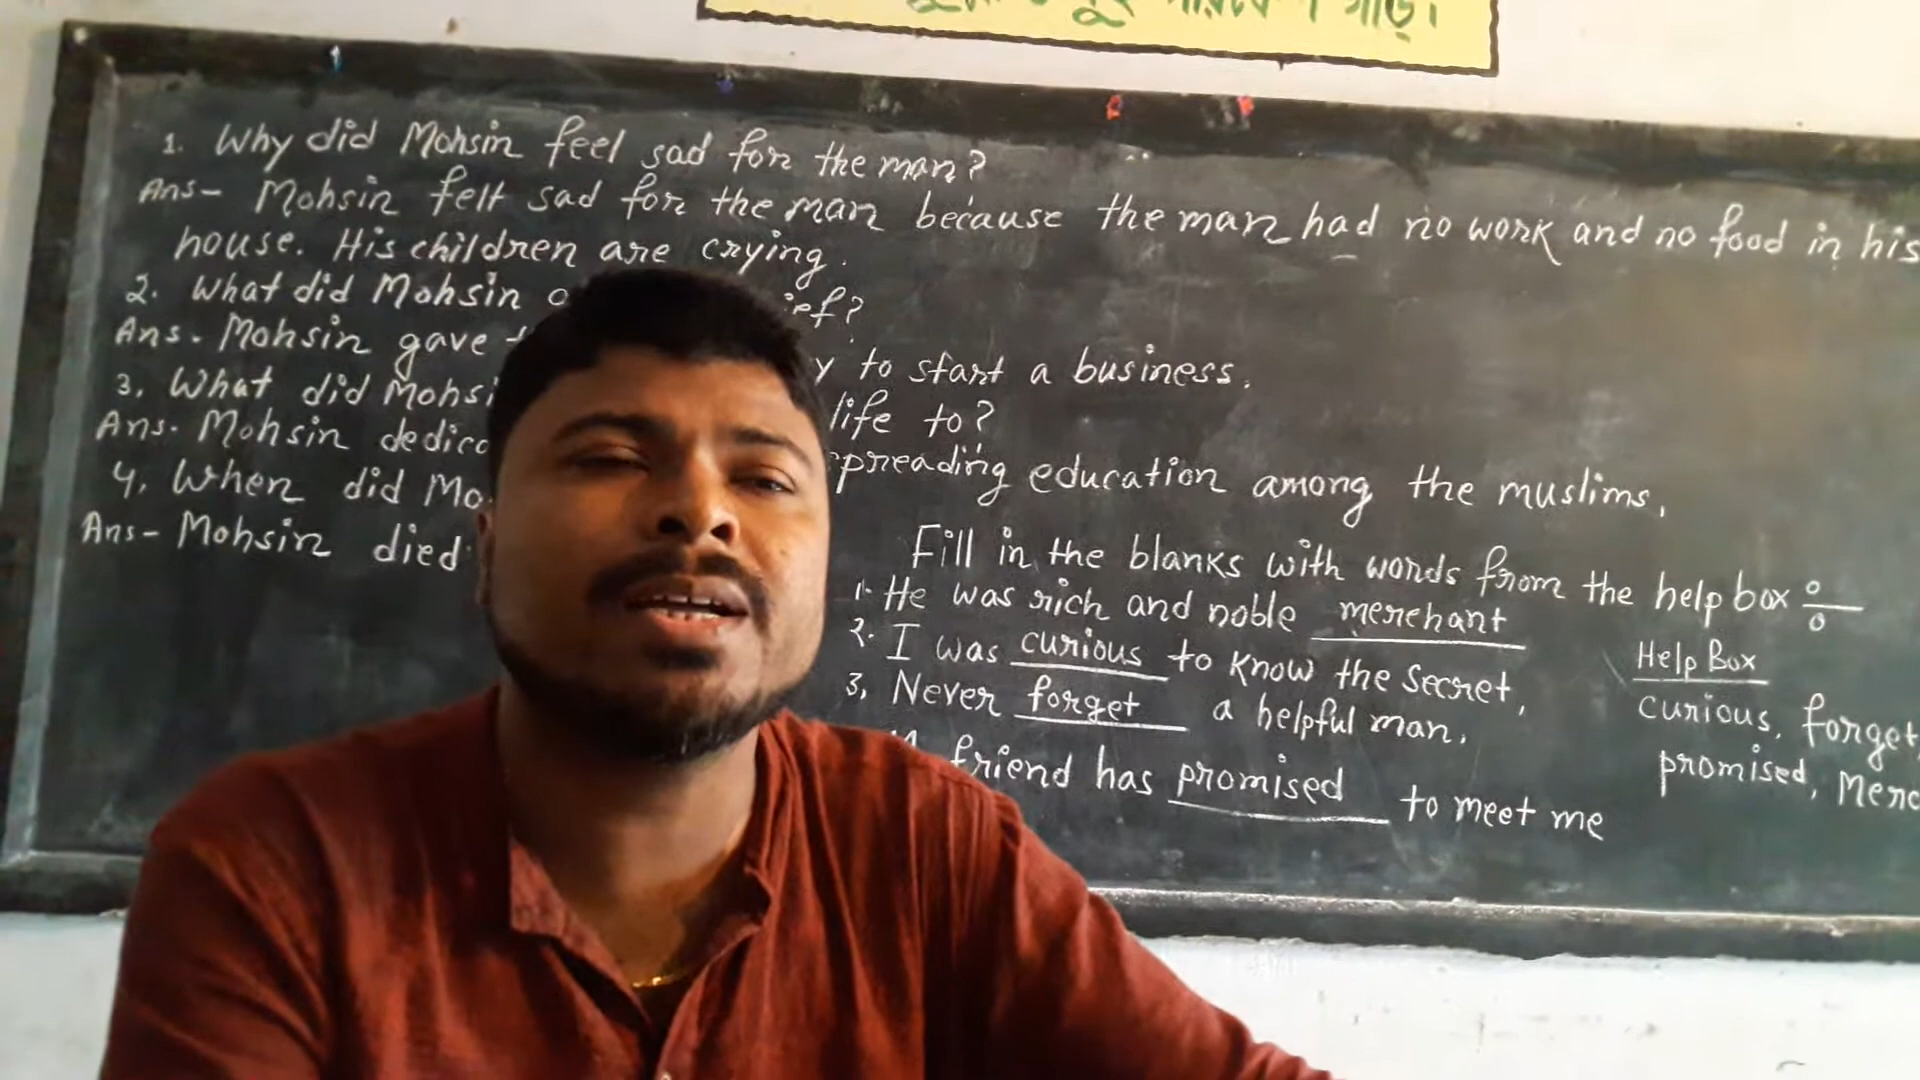 গাড়ি।
1. Why did Mohsin feel sad for the man?
Ans- Mohsin felt sad for the man because the man had no work and no food in his
house. His children are crying.
2. What did Mohsin
Ans. Mohsin gave y to start a business.
3. What did Mohsi life to?
Ans. Mohsin dedica spreading education among the muslims.
4. When did Mo
Ans- Mohsin died
Fill in the blanks with words from the help box :-
1. He was rich and noble merchant
2. I was curious to know the secret,
3, Never forget a helpful man.
friend has promised to meet me
Help Box
curious, forget,
promised, Merc